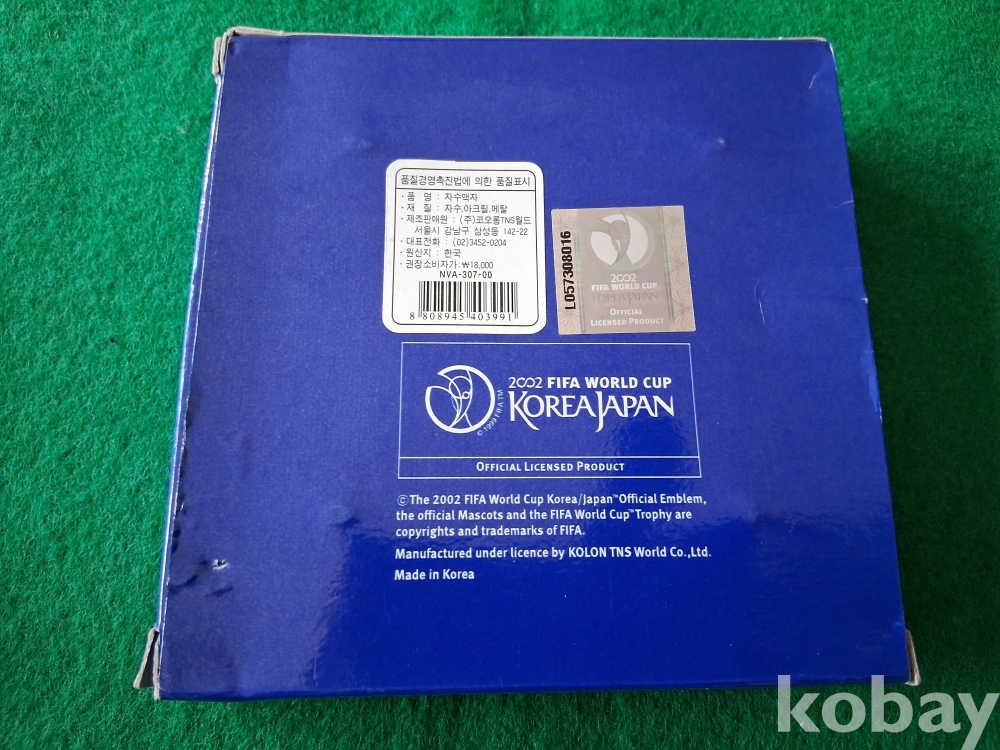 품질경영촉진법에 의한 품질표시
· 품 명 : 자수액자
· 재 질 : 자수,아크릴,메탈
· 제조판매원 : (주)코오롱TNS월드
서울시 강남구 삼성동 142-22
· 대표전화 : (02)3452-0204
· 원산지 : 한국
· 권장소비자가:₩18,000
NVA-307-00
8 808945 403991
L057308016
2002
FIFA WORLD CUP
KOREA JAPAN
OFFICIAL
LICENSED PRODUCT
© 1999 FIFA TM
2002 FIFA WORLD CUP
KOREA JAPAN
OFFICIAL LICENSED PRODUCT
©The 2002 FIFA World Cup Korea/Japan™Official Emblem,
the official Mascots and the FIFA World Cup™Trophy are
copyrights and trademarks of FIFA.
Manufactured under licence by KOLON TNS World Co.,Ltd.
Made in Korea
kobay